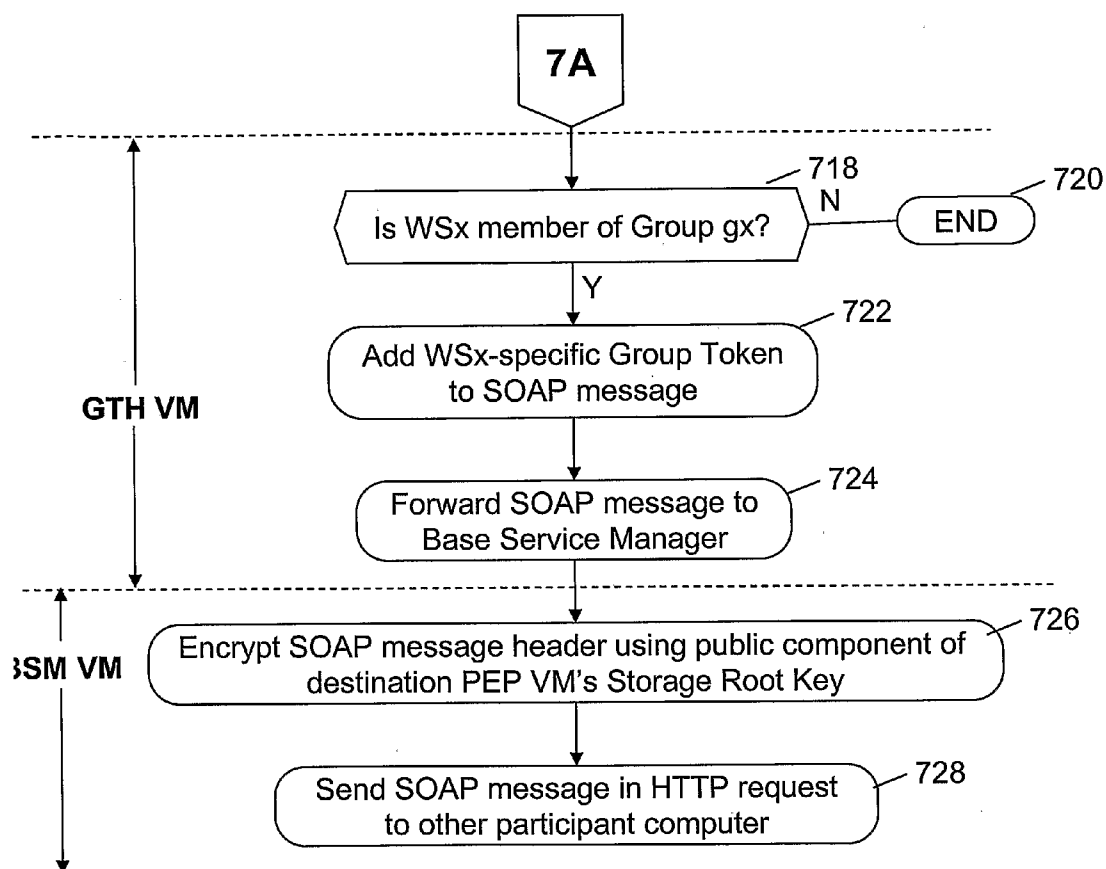 7A
718
720
Is WSx member of Group gx?
N
END
Y
722
Add WSx-specific Group Token
to SOAP message
GTH VM
724
Forward SOAP message to
Base Service Manager
726
Encrypt SOAP message header using public component of
destination PEP VM's Storage Root Key
SM VM
728
Send SOAP message in HTTP request
to other participant computer